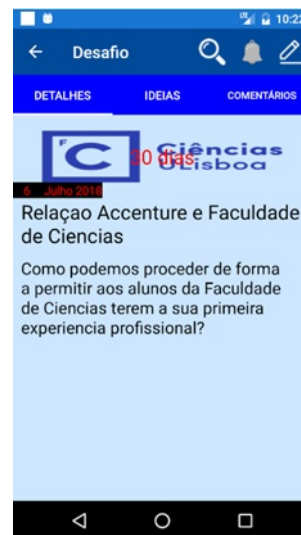 LTE 10:22
Desafio
DETALHES IDEIAS COMENTÁRIOS
F
C
Ciências
ULisboa
30 dias
6 Julho 2018
Relaçao Accenture e Faculdade
de Ciencias
Como podemos proceder de forma
a permitir aos alunos da Faculdade
de Ciencias terem a sua primeira
experiencia profissional?